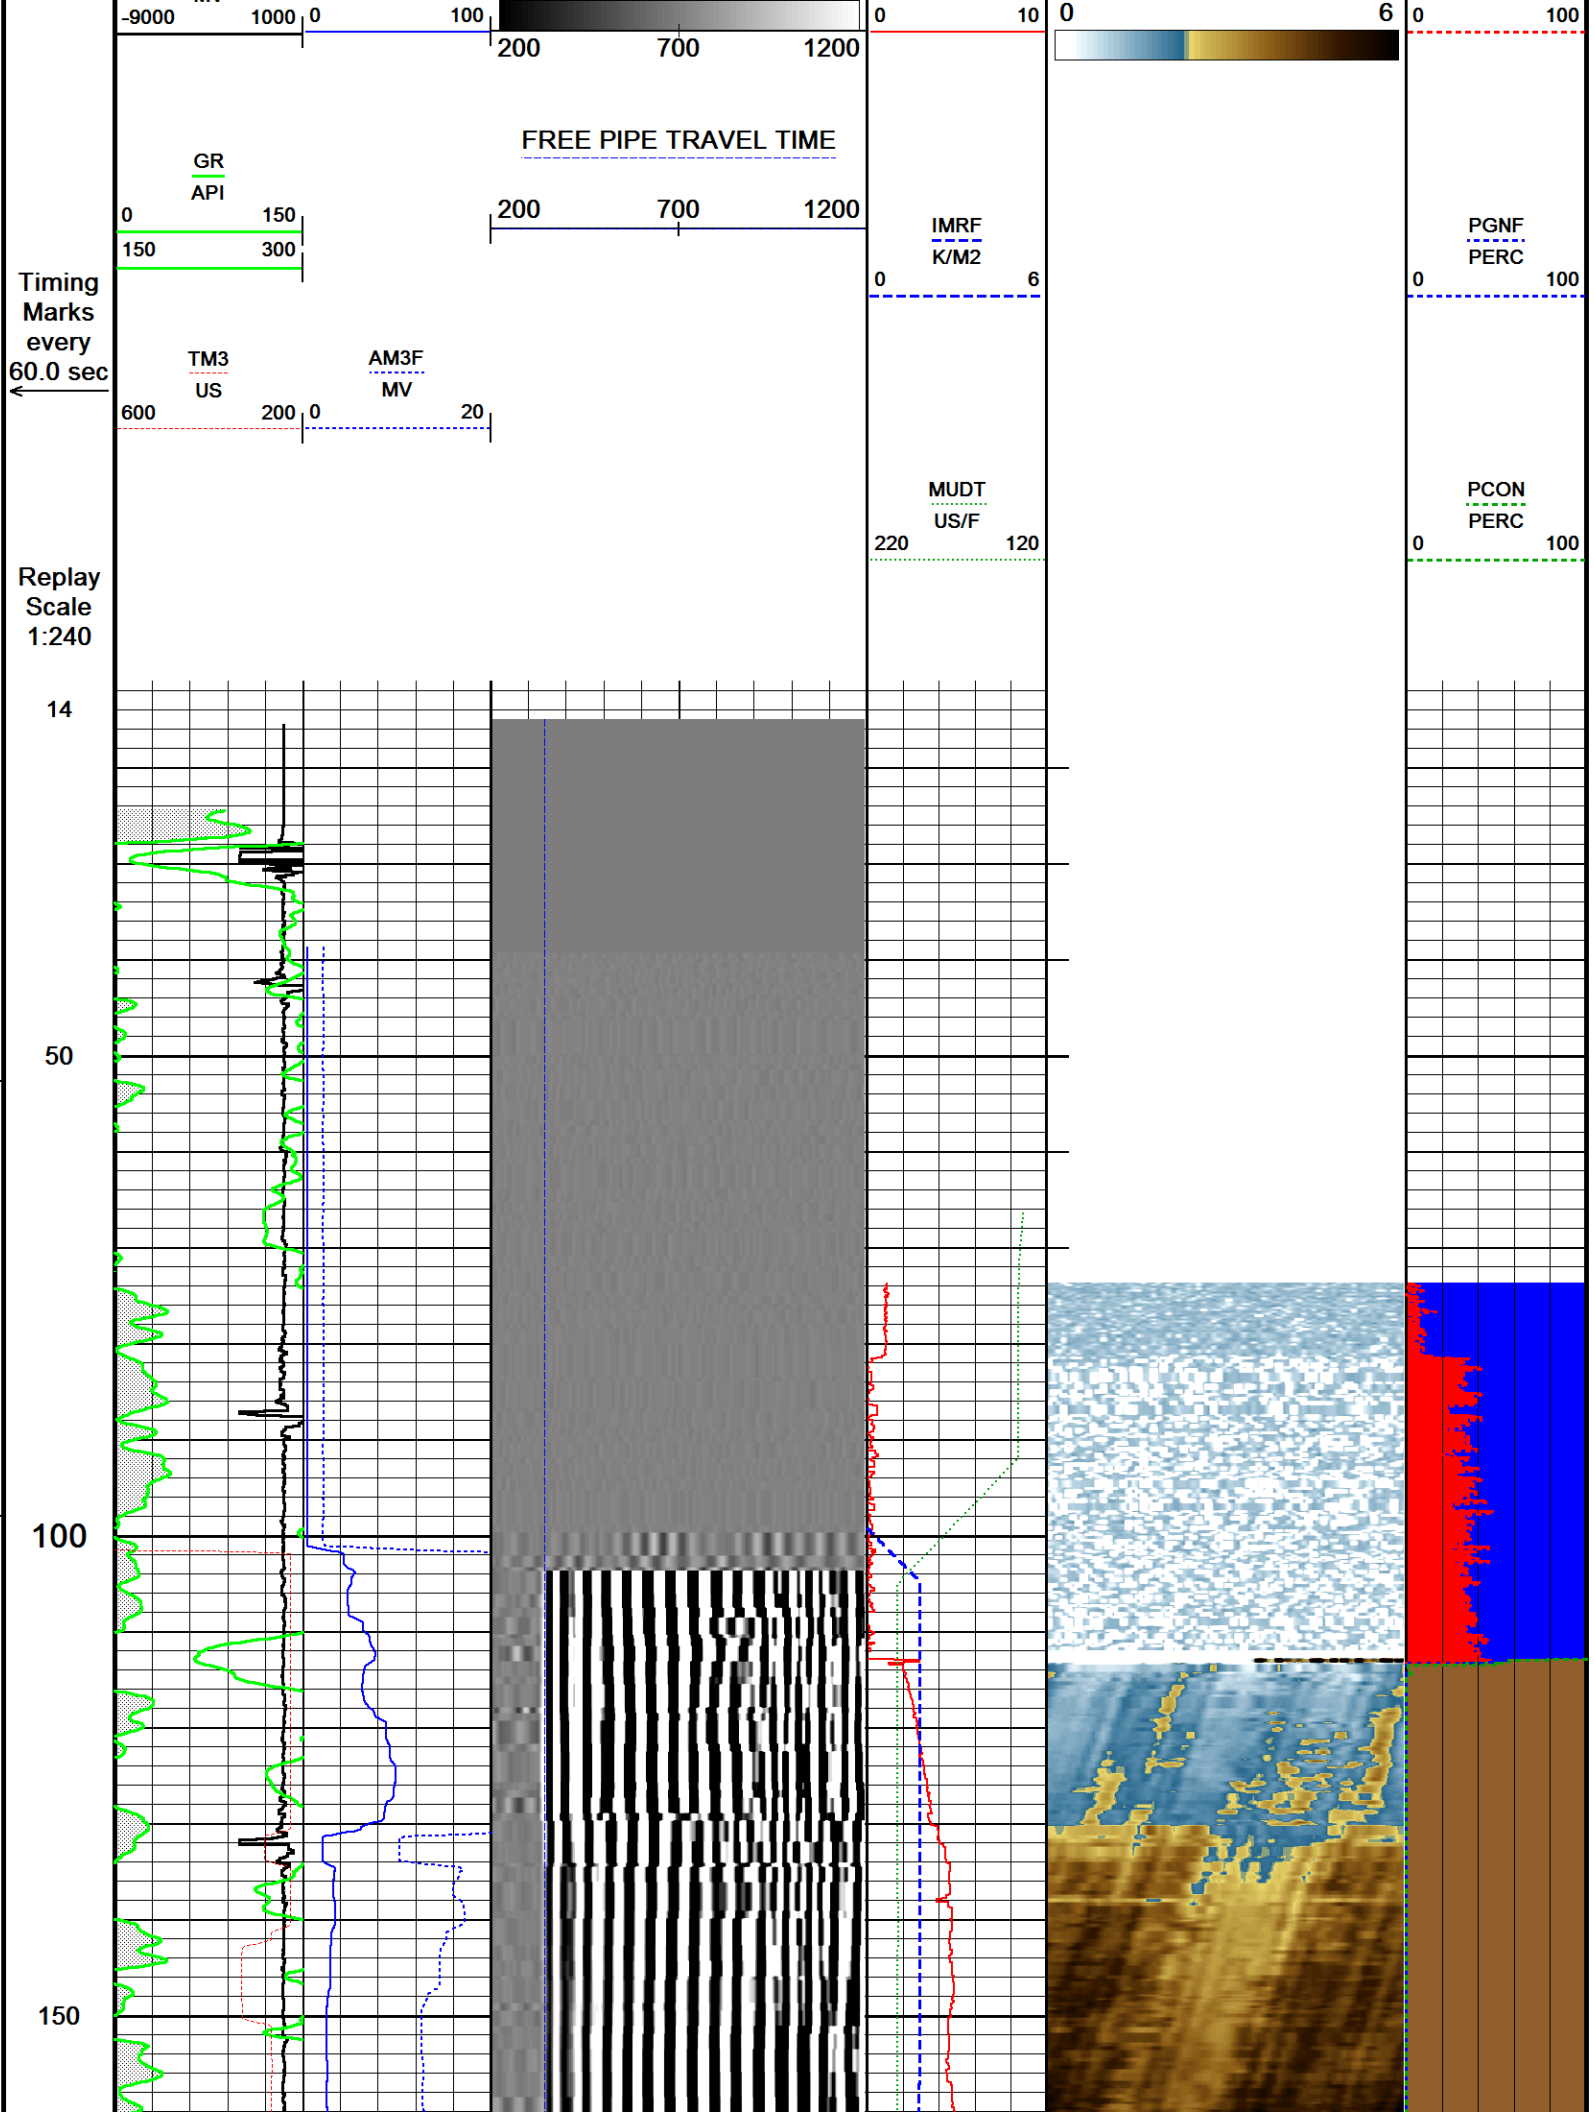 -9000 1000 0 100 0 10 0 6 0 100
200 700 1200
FREE PIPE TRAVEL TIME
GR
API
0 150
150 300
200 700 1200
IMRF
K/M2
0 6
PGNF
PERC
0 100
Timing
Marks
every
60.0 sec
TM3
US
600 200
AM3F
MV
0 20
MUDT
US/F
220 120
PCON
PERC
0 100
Replay
Scale
1:240
14
50
100
150